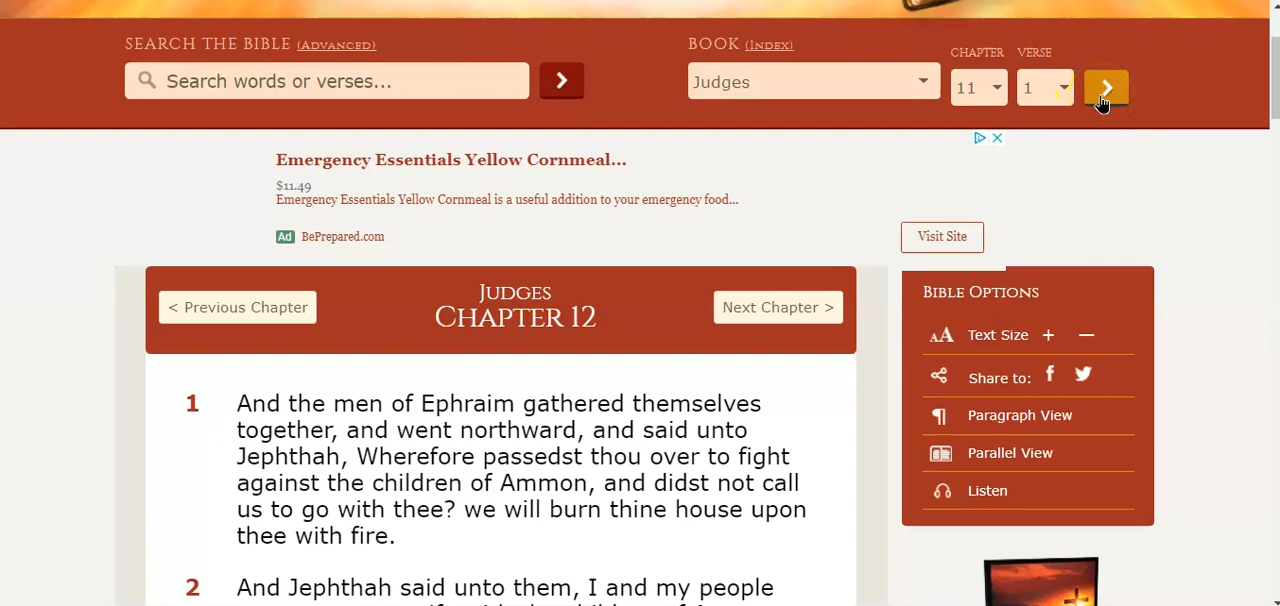 SEARCH THE BIBLE (ADVANCED)
Search words or verses...
BOOK (INDEX)
Judges
CHAPTER
11
VERSE
1
Emergency Essentials Yellow Cornmeal...
$11.49
Emergency Essentials Yellow Cornmeal is a useful addition to your emergency food...
Ad BePrepared.com
Visit Site
< Previous Chapter
JUDGES
CHAPTER 12
Next Chapter >
1 And the men of Ephraim gathered themselves
together, and went northward, and said unto
Jephthah, Wherefore passedst thou over to fight
against the children of Ammon, and didst not call
us to go with thee? we will burn thine house upon
thee with fire.
2 And Jephthah said unto them, I and my people
BIBLE OPTIONS
AA Text Size + −
Share to:
Paragraph View
Parallel View
Listen